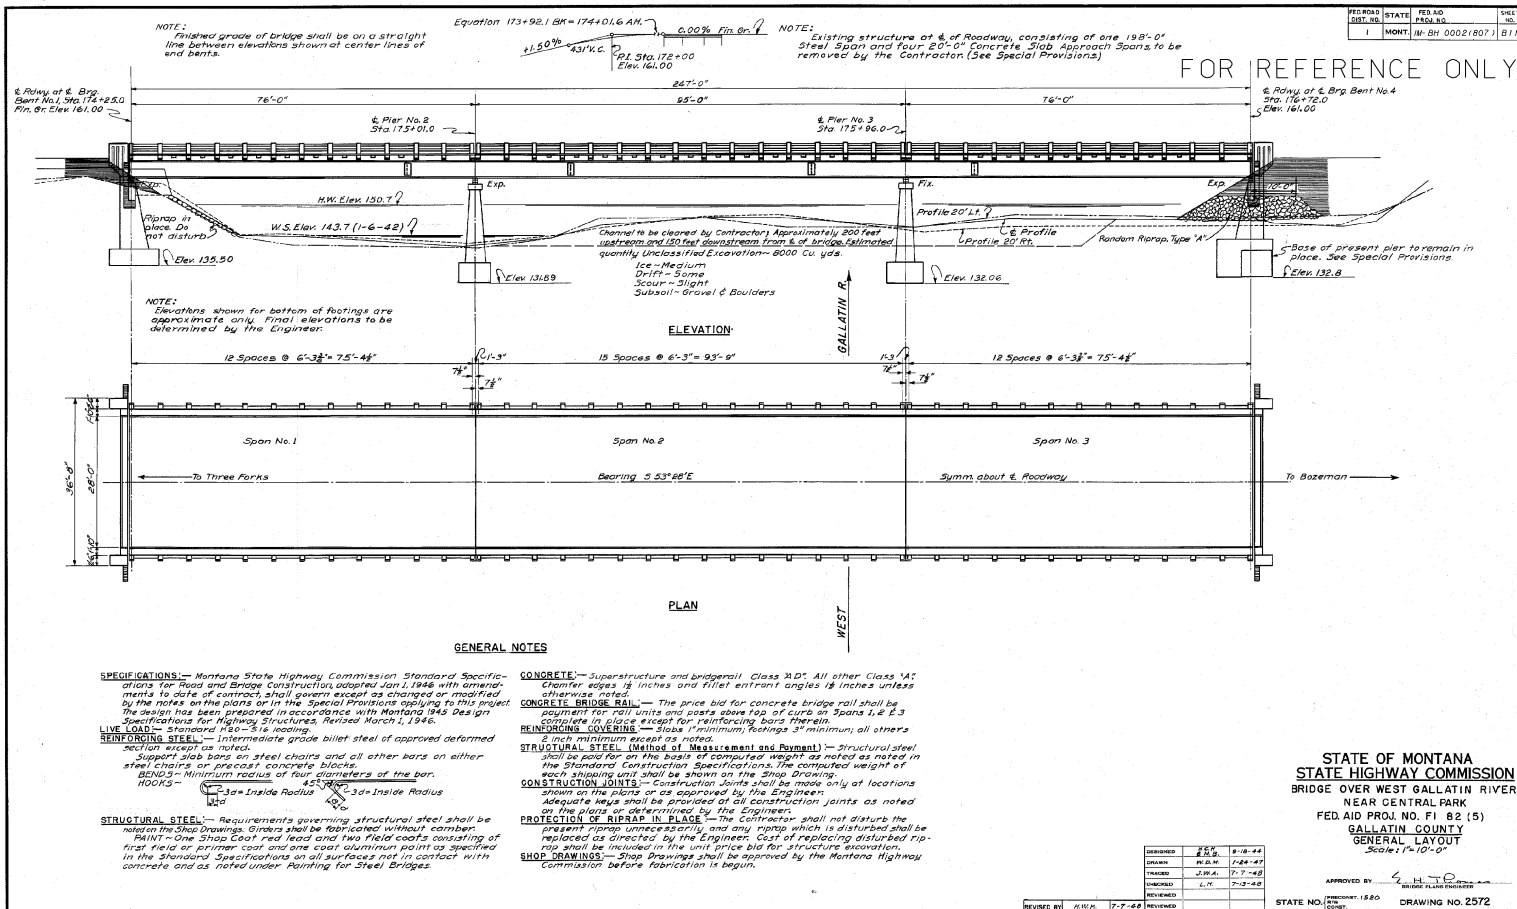 FED. ROAD DIST. NO.
STATE
FED. AID PROJ. NO.
SHEET NO.
1
MONT.
IM-BH 0002(807)
FOR REFERENCE ONLY
NOTE:
Finished grade of bridge shall be on a straight
line between elevations shown at center lines of
end bents.
Equation 173+92.1 BK = 174+01.6 AH.
+1.50%
431' V.C.
0.00% Fin. Gr.
P.I. Sta. 172+00
Elev. 161.00
NOTE:
Existing structure at ℄ of Roadway, consisting of one 198'-0"
Steel Span and four 20'-0" Concrete Slab Approach Spans, to be
removed by the Contractor. (See Special Provisions.)
℄ Rdwy. at ℄ Brg.
Bent No.1, Sta. 174+25.0
Fin. Gr. Elev. 161.00
247'-0"
76'-0"
95'-0"
76'-0"
℄ Rdwy. at ℄ Brg. Bent No.4
Sta. 176+72.0
Elev. 161.00
℄ Pier No. 2
Sta. 175+01.0
℄ Pier No. 3
Sta. 175+96.0
Exp.
Exp.
Fix.
Exp.
10'-0"
H.W. Elev. 150.7
Riprap in
place. Do
not disturb
W.S. Elev. 143.7 (1-6-42)
Channel to be cleared by Contractor; Approximately 200 feet
upstream and 150 feet downstream from ℄ of bridge. Estimated
quantity Unclassified Excavation~ 8000 Cu. yds.
Ice~Medium
Drift~Some
Scour~Slight
Subsoil~Gravel & Boulders
Profile 20' Lt.
℄ Profile
Profile 20' Rt.
Random Riprap, Type "A"
Base of present pier to remain in
place. See Special Provisions.
Elev. 135.50
Elev. 131.89
Elev. 132.06
Elev. 132.8
NOTE:
Elevations shown for bottom of footings are
approximate only. Final elevations to be
determined by the Engineer.
ELEVATION
GALLATIN R.
12 Spaces @ 6'-3⅜" = 75'-4½"
1'-3"
15 Spaces @ 6'-3" = 93'-9"
1'-3
12 Spaces @ 6'-3⅜" = 75'-4½"
7½"
7½"
7½"
7½"
36'-8"
28'-0"
Span No.1
Span No.2
Span No. 3
To Three Forks
Bearing S 53°28'E
Symm. about ℄ Roadway
To Bozeman
PLAN
WEST
GENERAL NOTES
SPECIFICATIONS:— Montana State Highway Commission Standard Specific-
ations for Road and Bridge Construction, adopted Jan.1, 1946 with amend-
ments to date of contract, shall govern except as changed or modified
by the notes on the plans or in the Special Provisions applying to this project.
The design has been prepared in accordance with Montana 1945 Design
Specifications for Highway Structures, Revised March 1, 1946.
LIVE LOAD:— Standard H20-S16 loading.
REINFORCING STEEL:— Intermediate grade billet steel of approved deformed
section except as noted.
Support slab bars on steel chairs and all other bars on either
steel chairs or precast concrete blocks.
BENDS~ Minimum radius of four diameters of the bar.
HOOKS~
3d = Inside Radius
45°
3d = Inside Radius
STRUCTURAL STEEL:— Requirements governing structural steel shall be
noted on the Shop Drawings. Girders shall be fabricated without camber.
PAINT~ One Shop Coat red lead and two field coats consisting of
first field or primer coat and one coat aluminum paint as specified
in the Standard Specifications on all surfaces not in contact with
concrete and as noted under Painting for Steel Bridges.
CONCRETE:— Superstructure and bridgerail Class "AD". All other Class "A".
Chamfer edges 1½ inches and fillet entrant angles 1½ inches unless
otherwise noted.
CONCRETE BRIDGE RAIL:— The price bid for concrete bridge rail shall be
payment for rail units and posts above top of curb on Spans 1, 2 & 3
complete in place except for reinforcing bars therein.
REINFORCING COVERING:— Slabs 1" minimum; footings 3" minimun; all others
2 inch minimum except as noted.
STRUCTURAL STEEL (Method of Measurement and Payment):— Structural steel
shall be paid for on the basis of computed weight as noted as noted in
the Standard Construction Specifications. The computed weight of
each shipping unit shall be shown on the Shop Drawing.
CONSTRUCTION JOINTS:— Construction Joints shall be made only at locations
shown on the plans or as approved by the Engineer.
Adequate keys shall be provided at all construction joints as noted
on the plans or determined by the Engineer.
PROTECTION OF RIPRAP IN PLACE:— The Contractor shall not disturb the
present riprap unnecessarily and any riprap which is disturbed shall be
replaced as directed by the Engineer. Cost of replacing disturbed rip-
rap shall be included in the unit price bid for structure excavation.
SHOP DRAWINGS:— Shop Drawings shall be approved by the Montana Highway
Commission before fabrication is begun.
STATE OF MONTANA
STATE HIGHWAY COMMISSION
BRIDGE OVER WEST GALLATIN RIVER
NEAR CENTRAL PARK
FED. AID PROJ. NO. FI 82 (5)
GALLATIN COUNTY
GENERAL LAYOUT
Scale: 1"=10'-0"
APPROVED BY
BRIDGE PLANS ENGINEER
DESIGNED 9-18-44
DRAWN W.D.M. 1-24-47
TRACED J.W.A. 7-7-48
CHECKED L.H. 7-13-48
REVIEWED
REVISED BY H.W.H. 7-7-48 REVIEWED
STATE NO. PRECONST. 1520 R/W CONST.
DRAWING NO. 2572